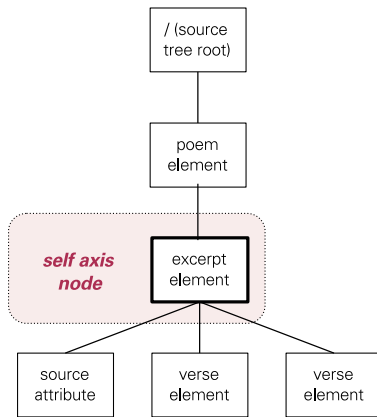 / (source
tree root)
poem
element
self axis
node
excerpt
element
source
attribute
verse
element
verse
element